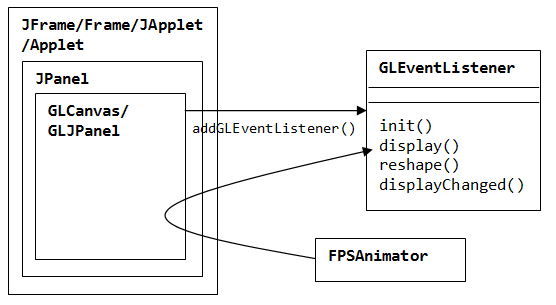 JFrame/Frame/JApplet
/Applet
JPanel
GLCanvas/
GLJPanel
addGLEventListener()
GLEventListener
init()
display()
reshape()
displayChanged()
FPSAnimator